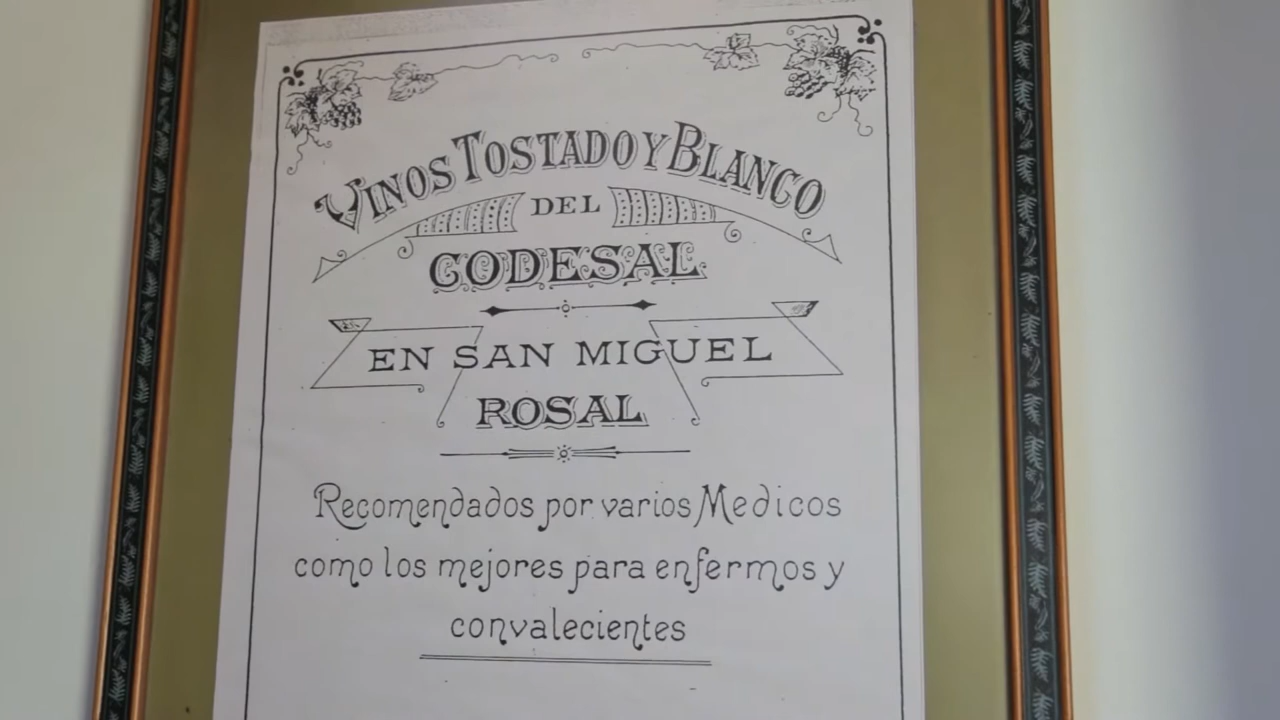 VINOS TOSTADO Y BLANCO
DEL
CODESAL
EN SAN MIGUEL
ROSAL
Recomendados por varios Medicos
como los mejores para enfermos y
convalecientes